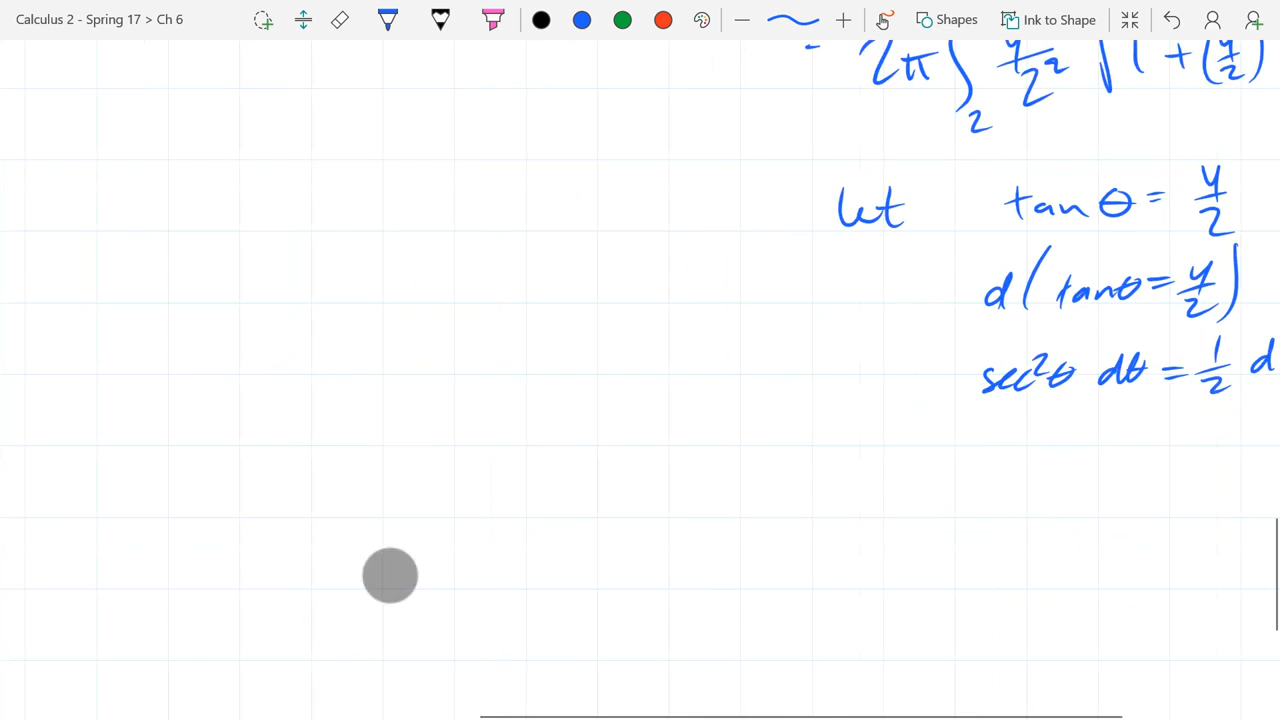 Calculus 2 - Spring 17 > Ch 6 Shapes Ink to Shape
= 2π ∫₂ y/2² √1 + (y/2)
let tan θ = y/2
d( tanθ = y/2 )
sec²θ dθ = 1/2 d